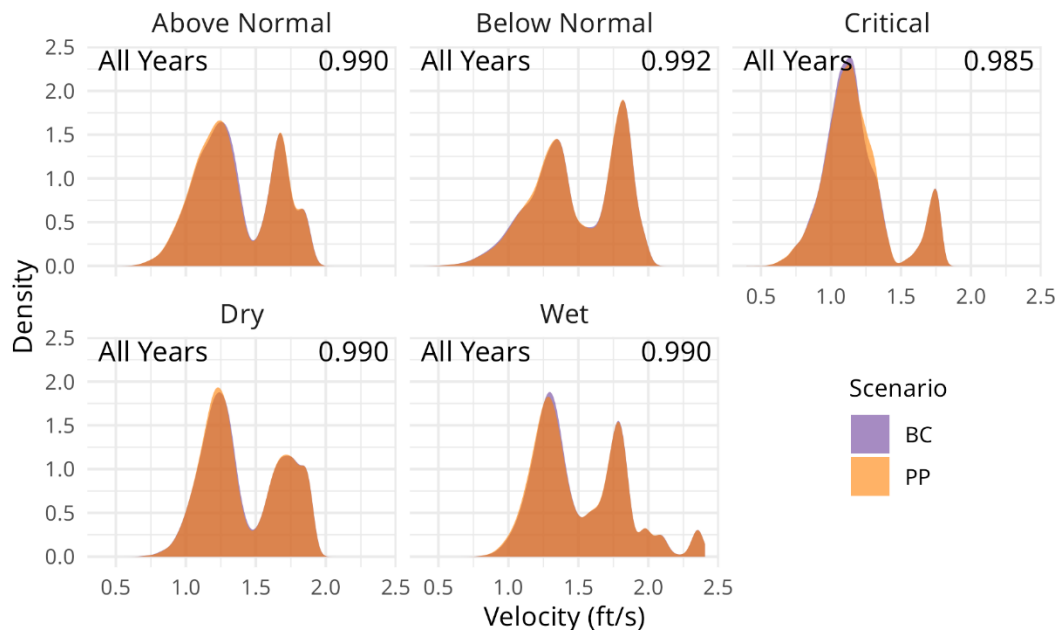 Above Normal
Below Normal
Critical
All Years 0.990
All Years 0.992
All Years 0.985
2.5
2.0
1.5
1.0
0.5
0.0
0.5 1.0 1.5 2.0 2.5
Density
Dry
Wet
All Years 0.990
All Years 0.990
2.5
2.0
1.5
1.0
0.5
0.0
0.5 1.0 1.5 2.0 2.5
0.5 1.0 1.5 2.0 2.5
Velocity (ft/s)
Scenario
BC
PP